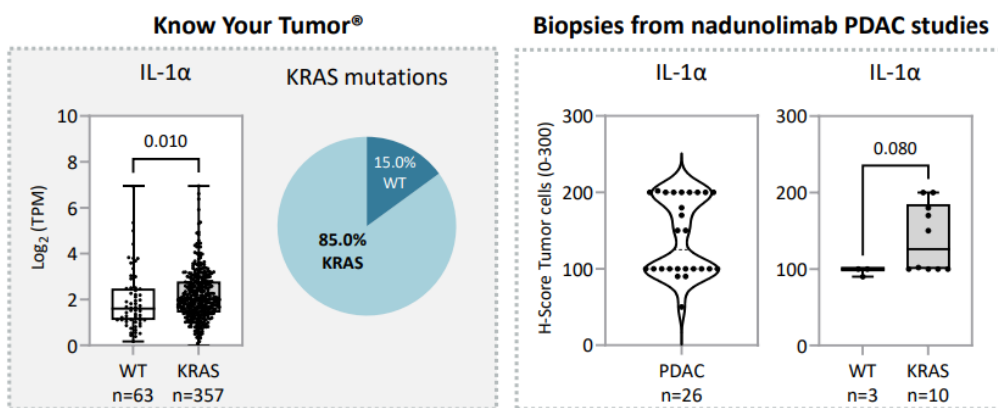 Know Your Tumor®
IL-1α
KRAS mutations
10
8
6
4
2
0
Log2 (TPM)
0.010
WT
n=63
KRAS
n=357
15.0%
WT
85.0%
KRAS
Biopsies from nadunolimab PDAC studies
IL-1α
300
200
100
0
H-Score Tumor cells (0-300)
PDAC
n=26
IL-1α
300
200
100
0
0.080
WT
n=3
KRAS
n=10